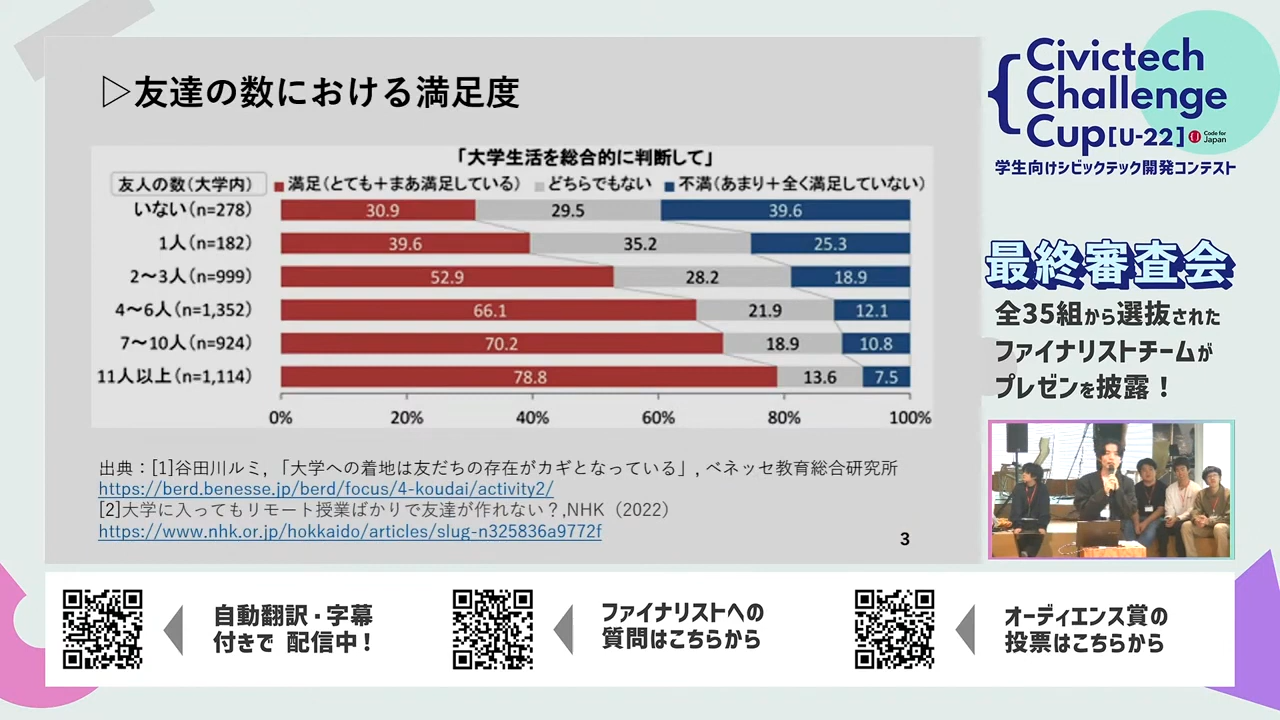 ▷友達の数における満足度
「大学生活を総合的に判断して」
友人の数（大学内）
■満足（とても＋まあ満足している） ■どちらでもない ■不満（あまり＋全く満足していない）
いない（n=278） 30.9 29.5 39.6
1人（n=182） 39.6 35.2 25.3
2～3人（n=999） 52.9 28.2 18.9
4～6人（n=1,352） 66.1 21.9 12.1
7～10人（n=924） 70.2 18.9 10.8
11人以上（n=1,114） 78.8 13.6 7.5
0% 20% 40% 60% 80% 100%
出典：[1]谷田川ルミ，「大学への着地は友だちの存在がカギとなっている」, ベネッセ教育総合研究所
https://berd.benesse.jp/berd/focus/4-koudai/activity2/
[2]大学に入ってもリモート授業ばかりで友達が作れない？,NHK（2022）
https://www.nhk.or.jp/hokkaido/articles/slug-n325836a9772f
3
Civictech
Challenge
Cup[U-22]
Code for
Japan
学生向けシビックテック開発コンテスト
最終審査会
全35組から選抜された
ファイナリストチームが
プレゼンを披露！
自動翻訳・字幕
付きで 配信中！
ファイナリストへの
質問はこちらから
オーディエンス賞の
投票はこちらから